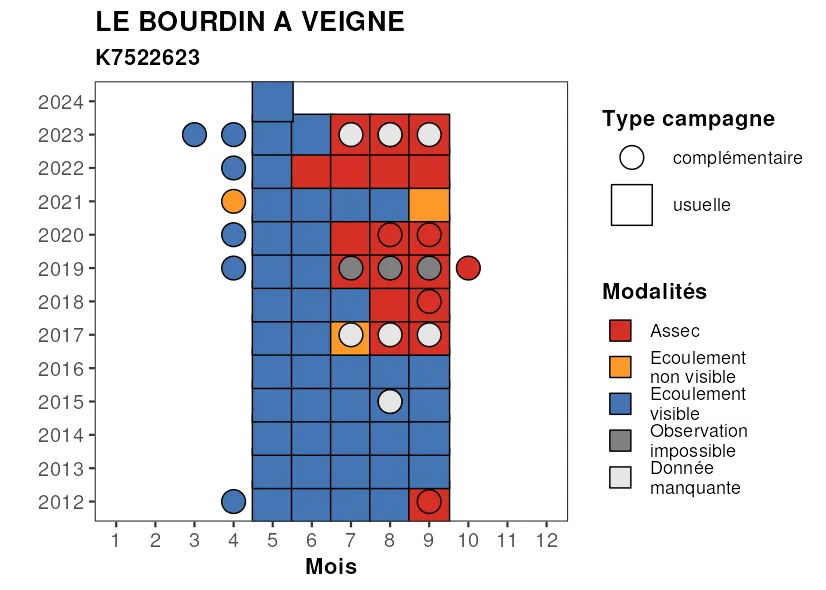 LE BOURDIN A VEIGNE
K7522623
2024
2023
2022
2021
2020
2019
2018
2017
2016
2015
2014
2013
2012
1 2 3 4 5 6 7 8 9 10 11 12
Mois
Type campagne
complémentaire
usuelle
Modalités
Assec
Ecoulement
non visible
Ecoulement
visible
Observation
impossible
Donnée
manquante